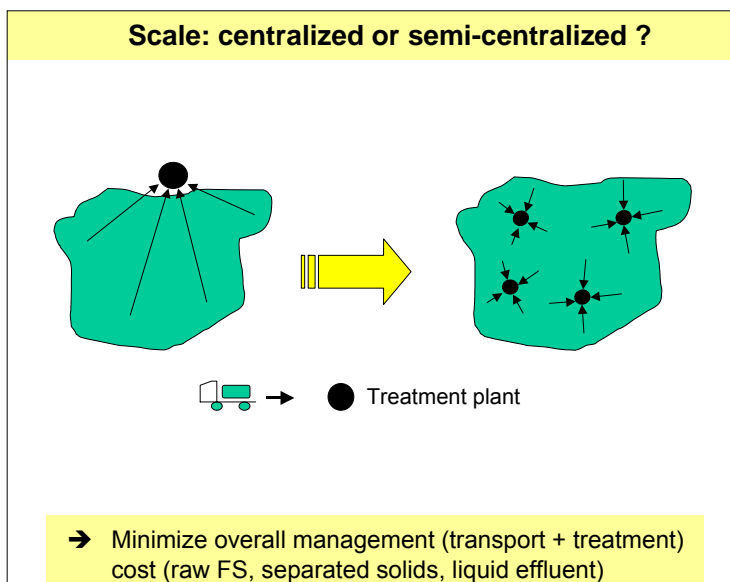 Scale: centralized or semi-centralized ?
Treatment plant
➔ Minimize overall management (transport + treatment)
cost (raw FS, separated solids, liquid effluent)